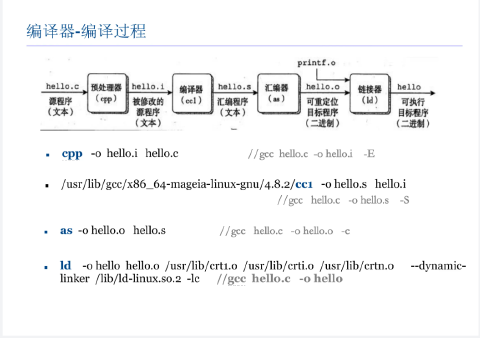 编译器-编译过程
printf.o
hello.c 预处理器 hello.i 编译器 hello.s 汇编器 hello.o 链接器 hello
源程序 (cpp) 被修改的 (cc1) 汇编程序 (as) 可重定位 (ld) 可执行
(文本) 源程序 (文本) 目标程序 目标程序
(文本) (二进制) (二进制)
• cpp -o hello.i hello.c //gcc hello.c -o hello.i -E
• /usr/lib/gcc/x86_64-mageia-linux-gnu/4.8.2/cc1 -o hello.s hello.i
//gcc hello.c -o hello.s -S
• as -o hello.o hello.s //gcc hello.c -o hello.o -c
• ld -o hello hello.o /usr/lib/crt1.o /usr/lib/crti.o /usr/lib/crtn.o --dynamic-
linker /lib/ld-linux.so.2 -lc //gcc hello.c -o hello